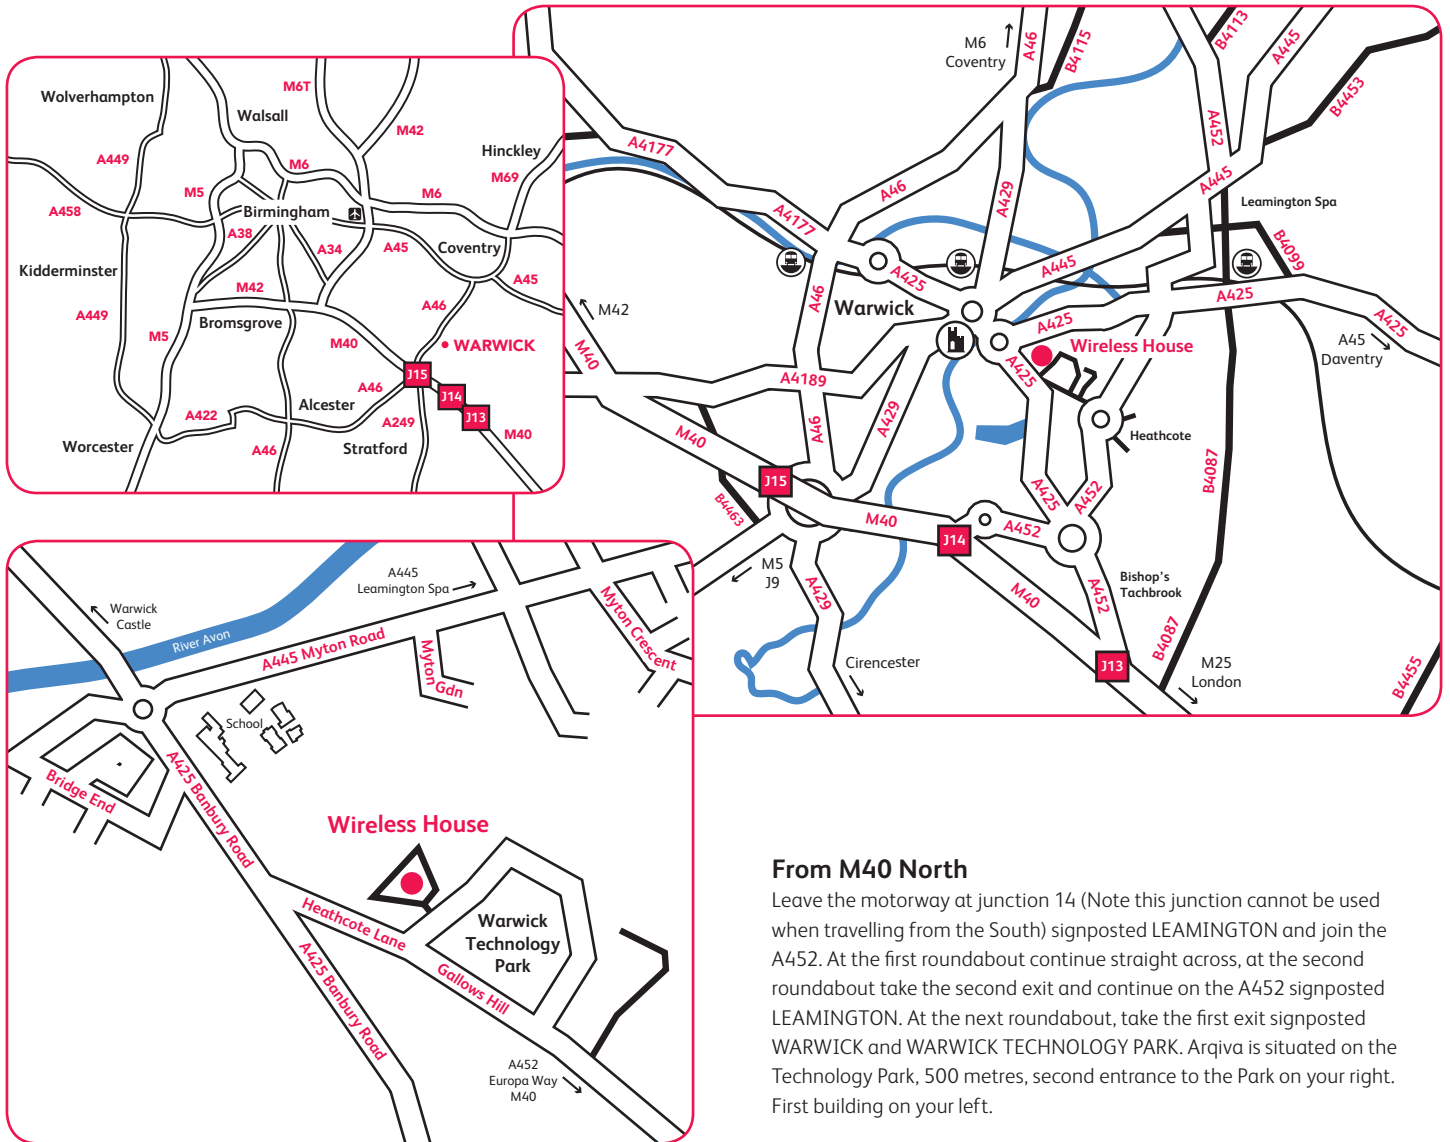 Wolverhampton
M6T
Walsall
M42
A449
M6
Hinckley
M69
M5
M6
A458
Birmingham
A38
A34
A45
Coventry
Kidderminster
A45
M42
A46
A449
Bromsgrove
M5
M40
WARWICK
J15
A46
J14
Alcester
J13
A422
A249
M40
Worcester
A46
Stratford
M6
Coventry
A46
B4115
B4113
A445
B4453
A452
A4177
A46
A429
A445
A4177
Leamington Spa
B4099
A445
A425
A46
A425
M42
Warwick
A425
A425
A45
Daventry
M40
Wireless House
A425
A4189
A46
A429
M40
Heathcote
B4087
J15
A425
A452
B4463
M40
A452
J14
M5
J9
A429
M40
A452
Bishop's
Tachbrook
B4087
Cirencester
J13
M25
London
B4455
A445
Leamington Spa
Warwick
Castle
River Avon
A445 Myton Road
Myton Crescent
Myton
Gdn
School
Bridge End
A425 Banbury Road
Wireless House
Heathcote Lane
Warwick
Technology
Park
Gallows Hill
A425 Banbury Road
A452
Europa Way
M40
From M40 North
Leave the motorway at junction 14 (Note this junction cannot be used
when travelling from the South) signposted LEAMINGTON and join the
A452. At the first roundabout continue straight across, at the second
roundabout take the second exit and continue on the A452 signposted
LEAMINGTON. At the next roundabout, take the first exit signposted
WARWICK and WARWICK TECHNOLOGY PARK. Arqiva is situated on the
Technology Park, 500 metres, second entrance to the Park on your right.
First building on your left.